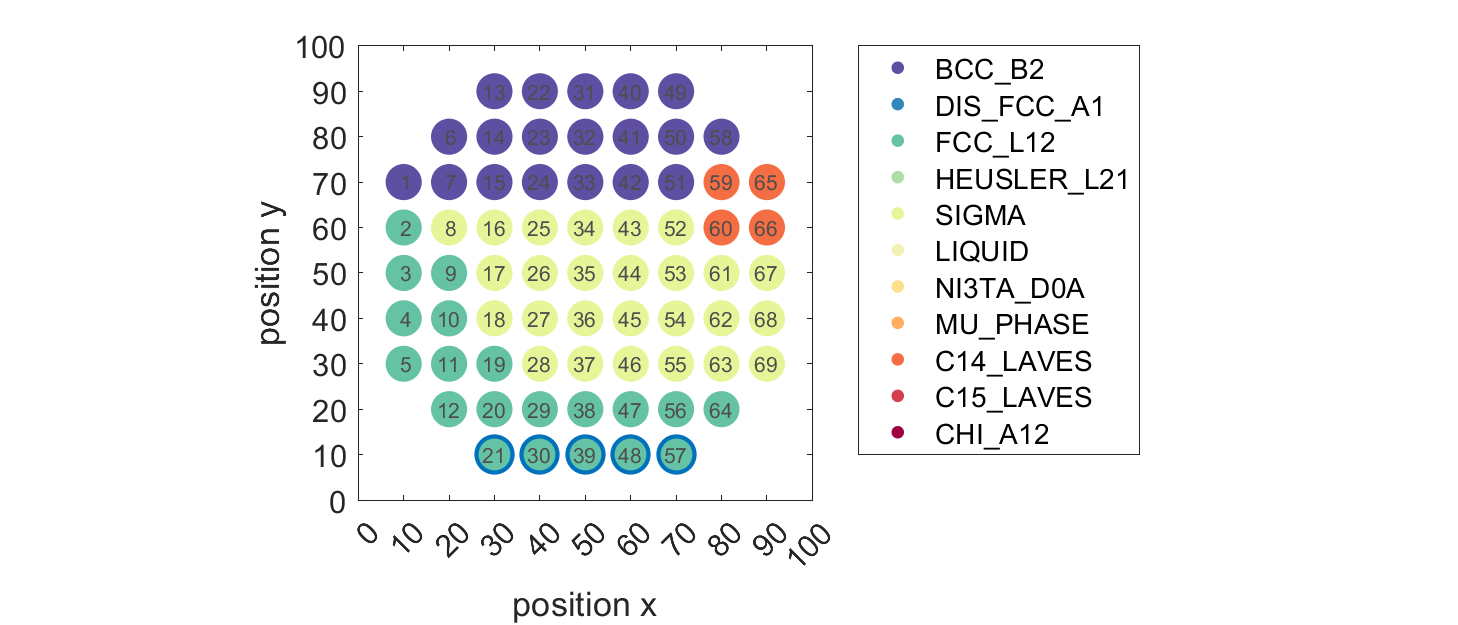 100
90 13 22 31 40 49
80 6 14 23 32 41 50 58
70 1 7 15 24 33 42 51 59 65
60 2 8 16 25 34 43 52 60 66
50 3 9 17 26 35 44 53 61 67
40 4 10 18 27 36 45 54 62 68
30 5 11 19 28 37 46 55 63 69
20 12 20 29 38 47 56 64
10 21 30 39 48 57
0
0 10 20 30 40 50 60 70 80 90 100
position x
position y
BCC_B2
DIS_FCC_A1
FCC_L12
HEUSLER_L21
SIGMA
LIQUID
NI3TA_D0A
MU_PHASE
C14_LAVES
C15_LAVES
CHI_A12